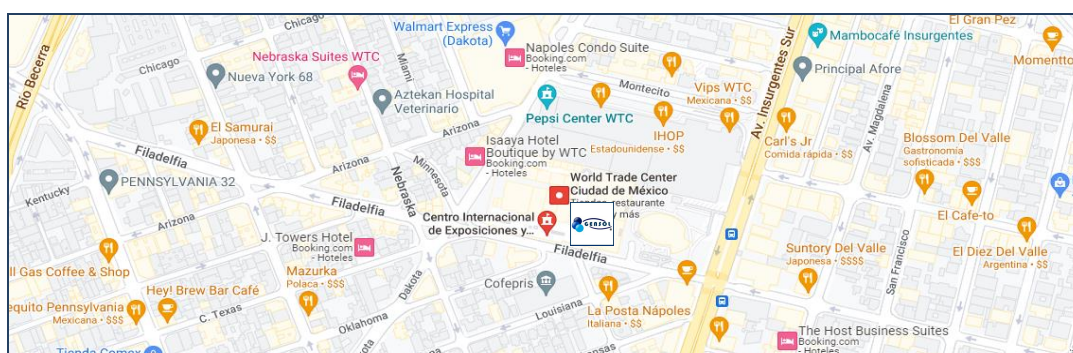 Río Becerra
Chicago
Chicago
Nebraska Suites WTC
Nueva York 68
Miami
Walmart Express
(Dakota)
Napoles Condo Suite
Booking.com
- Hoteles
Aztekan Hospital
Veterinario
Montecito
Vips WTC
Mexicana • $$
Pepsi Center WTC
IHOP
Estadounidense • $$
Av. Insurgentes Sur
Mambocafé Insurgentes
Principal Afore
El Gran Pez
Momentto
Carl's Jr
Comida rápida • $$
Av. Magdalena
Blossom Del Valle
Gastronomía
sofisticada • $$$
El Samurai
Japonesa • $$
Filadelfia
Arizona
Arizona
Minnesota
Isaaya Hotel
Boutique by WTC
Booking.com
- Hoteles
Kentucky
PENNSYLVANIA 32
Arizona
Filadelfia
Nebraska
World Trade Center
Ciudad de México
restaurante
y más
GENSOL
Centro Internacional
de Exposiciones y...
Filadelfia
El Cafe-to
El Diez Del Valle
Argentina • $$
San Francisco
Suntory Del Valle
Japonesa • $$$$
J. Towers Hotel
Booking.com
- Hoteles
ll Gas Coffee & Shop
Mazurka
Polaca • $$$
Dakota
Cofepris
Louisiana
La Posta Nápoles
Italiana • $$
Hey! Brew Bar Café
equito Pennsylvania
Mexicana • $$$
C. Texas
Oklahoma
The Host Business Suites
Booking.com
- Hoteles
Tienda Comex